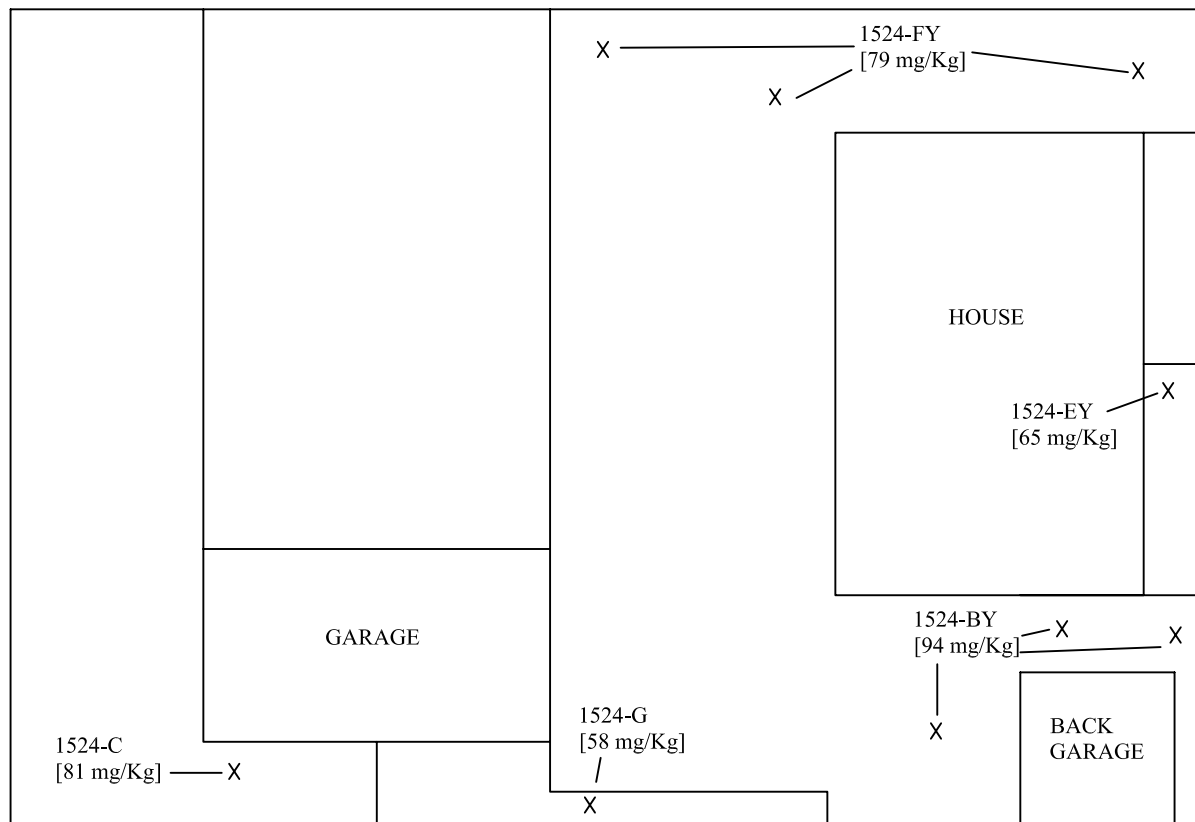 1524-FY
[79 mg/Kg]
X
X
X
HOUSE
1524-EY
[65 mg/Kg]
X
GARAGE
1524-BY
[94 mg/Kg]
X
X
X
1524-G
[58 mg/Kg]
X
BACK
GARAGE
1524-C
[81 mg/Kg]
X